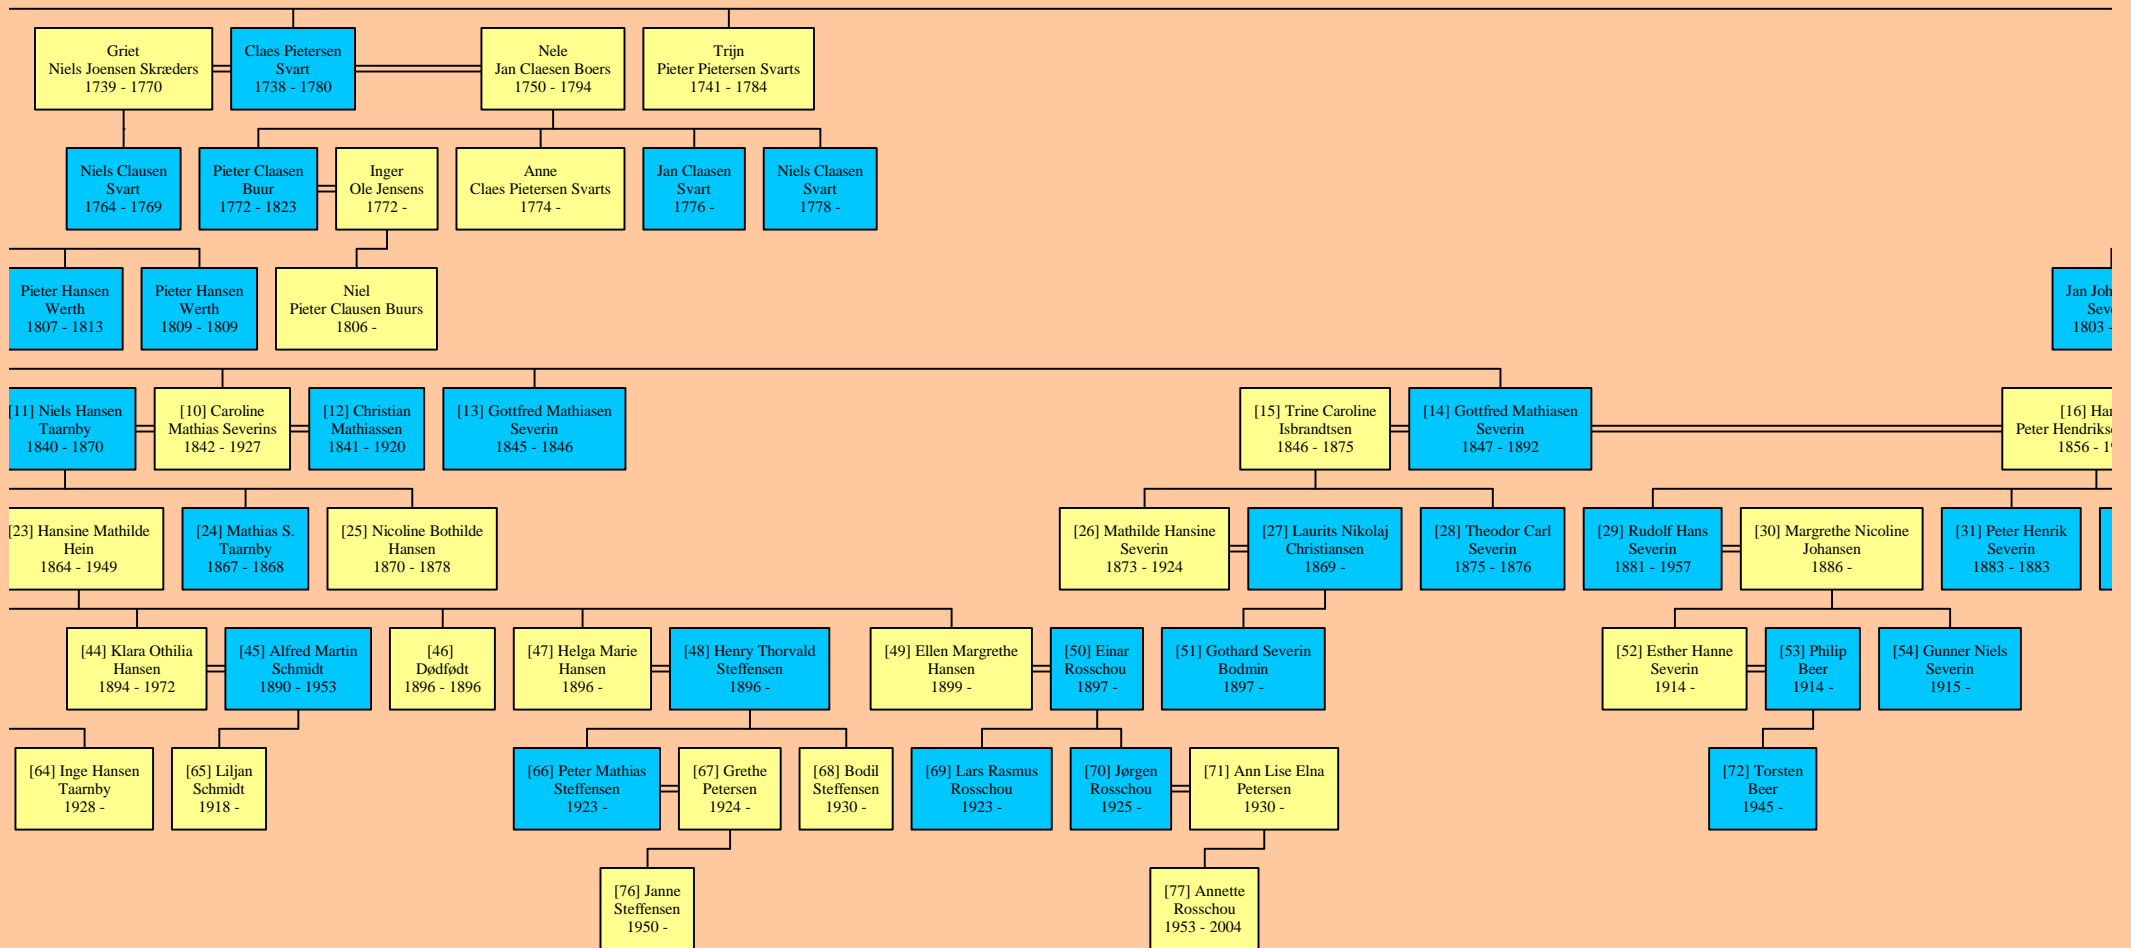 Griet
Niels Joensen Skræders
1739 - 1770
Claes Pietersen
Svart
1738 - 1780
Nele
Jan Claesen Boers
1750 - 1794
Trijn
Pieter Pietersen Svarts
1741 - 1784
Niels Clausen
Svart
1764 - 1769
Pieter Claasen
Buur
1772 - 1823
Inger
Ole Jensens
1772 -
Anne
Claes Pietersen Svarts
1774 -
Jan Claasen
Svart
1776 -
Niels Claasen
Svart
1778 -
Pieter Hansen
Werth
1807 - 1813
Pieter Hansen
Werth
1809 - 1809
Niel
Pieter Clausen Buurs
1806 -
Jan
1803 -
[11] Niels Hansen
Taarnby
1840 - 1870
[10] Caroline
Mathias Severins
1842 - 1927
[12] Christian
Mathiassen
1841 - 1920
[13] Gottfred Mathiasen
Severin
1845 - 1846
[15] Trine Caroline
Isbrandtsen
1846 - 1875
[14] Gottfred Mathiasen
Severin
1847 - 1892
[16]
Peter
1856 -
[23] Hansine Mathilde
Hein
1864 - 1949
[24] Mathias S.
Taarnby
1867 - 1868
[25] Nicoline Bothilde
Hansen
1870 - 1878
[26] Mathilde Hansine
Severin
1873 - 1924
[27] Laurits Nikolaj
Christiansen
1869 -
[28] Theodor Carl
Severin
1875 - 1876
[29] Rudolf Hans
Severin
1881 - 1957
[30] Margrethe Nicoline
Johansen
1886 -
[31] Peter Henrik
Severin
1883 - 1883
[44] Klara Othilia
Hansen
1894 - 1972
[45] Alfred Martin
Schmidt
1890 - 1953
[46]
Dødfødt
1896 - 1896
[47] Helga Marie
Hansen
1896 -
[48] Henry Thorvald
Steffensen
1896 -
[49] Ellen Margrethe
Hansen
1899 -
[50] Einar
Rosschou
1897 -
[51] Gothard Severin
Bodmin
1897 -
[52] Esther Hanne
Severin
1914 -
[53] Philip
Beer
1914 -
[54] Gunner Niels
Severin
1915 -
[64] Inge Hansen
Taarnby
1928 -
[65] Liljan
Schmidt
1918 -
[66] Peter Mathias
Steffensen
1923 -
[67] Grethe
Petersen
1924 -
[68] Bodil
Steffensen
1930 -
[69] Lars Rasmus
Rosschou
1923 -
[70] Jørgen
Rosschou
1925 -
[71] Ann Lise Elna
Petersen
1930 -
[72] Torsten
Beer
1945 -
[76] Janne
Steffensen
1950 -
[77] Annette
Rosschou
1953 - 2004